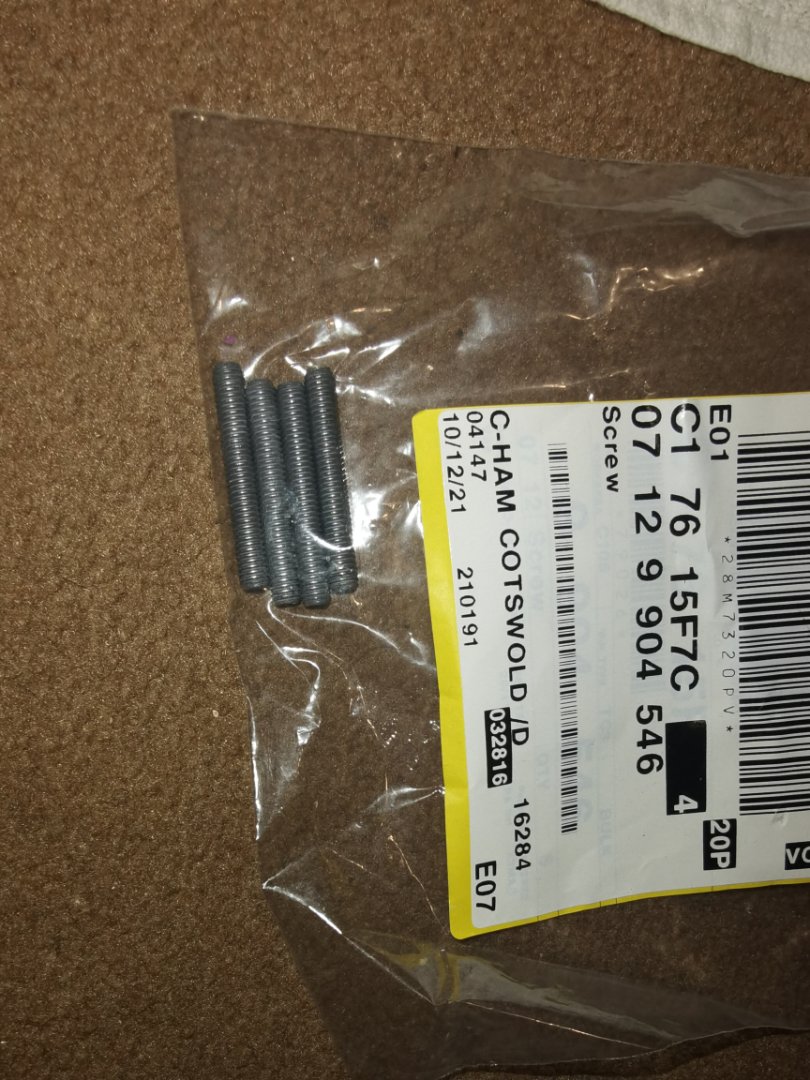 *28M7320PV*
VC
E01
20P
C1 76 15F7C 4
07 12 9 904 546
Screw
C-HAM COTSWOLD /D 16284
04147 032816
10/12/21 210191 E07